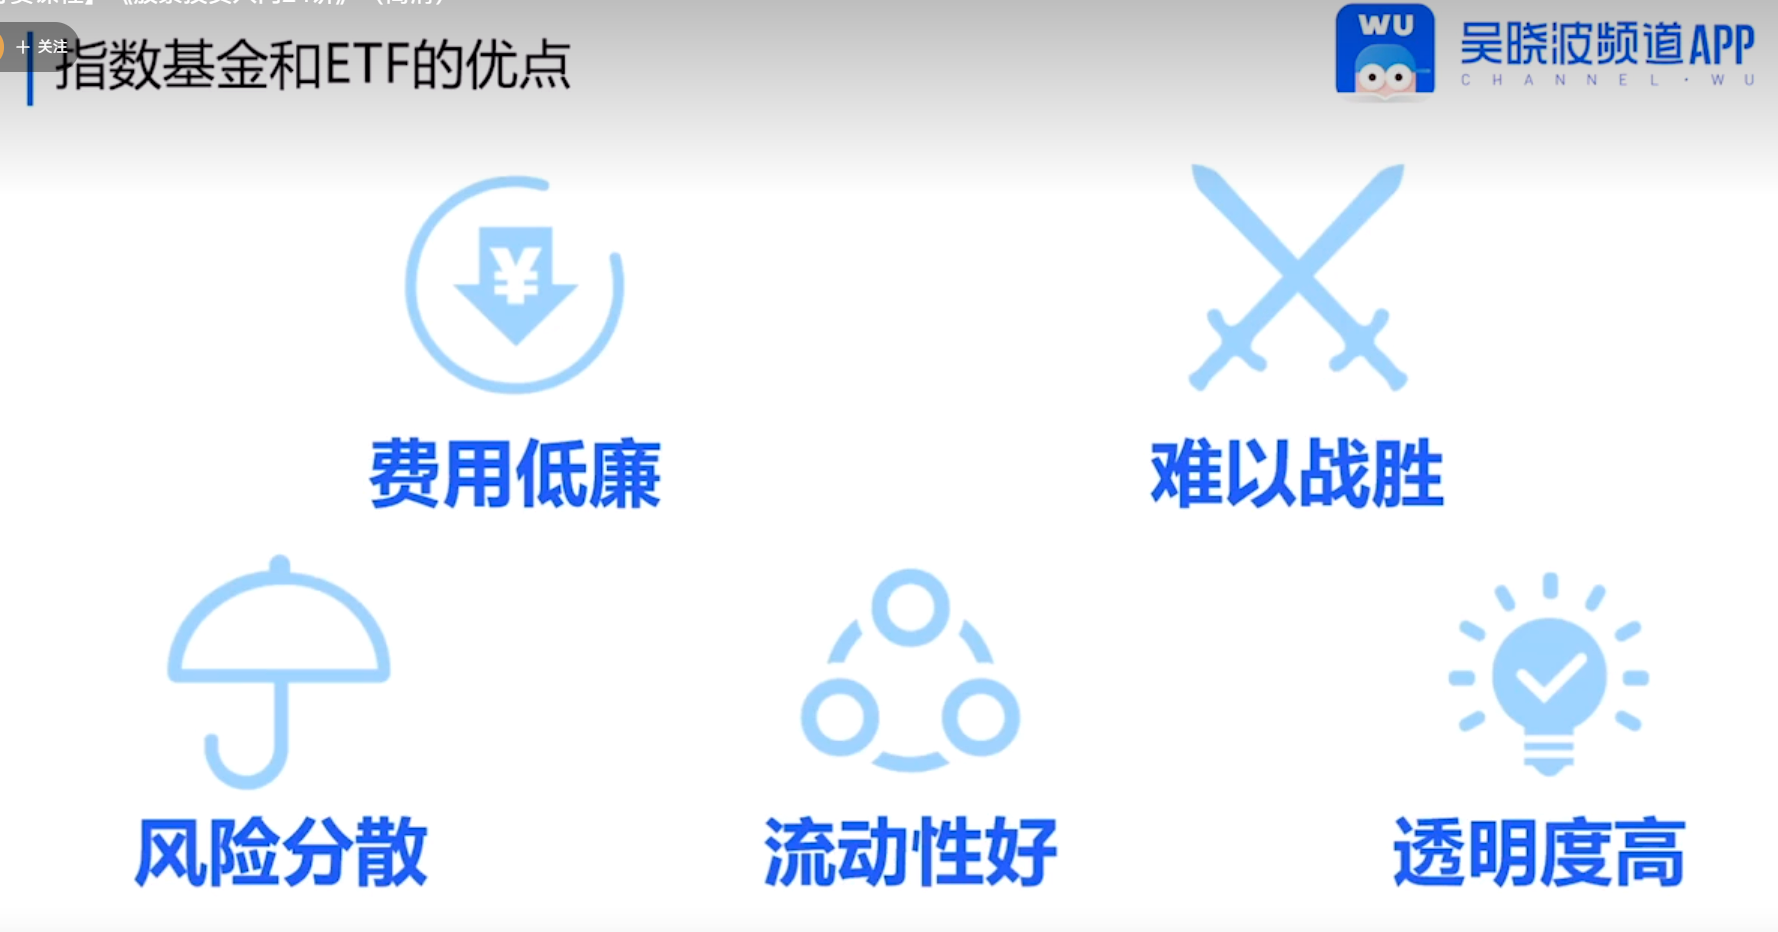 ＋ 关注
指数基金和ETF的优点
WU
吴晓波频道APP
CHANNEL·WU
¥
费用低廉
难以战胜
风险分散
流动性好
透明度高